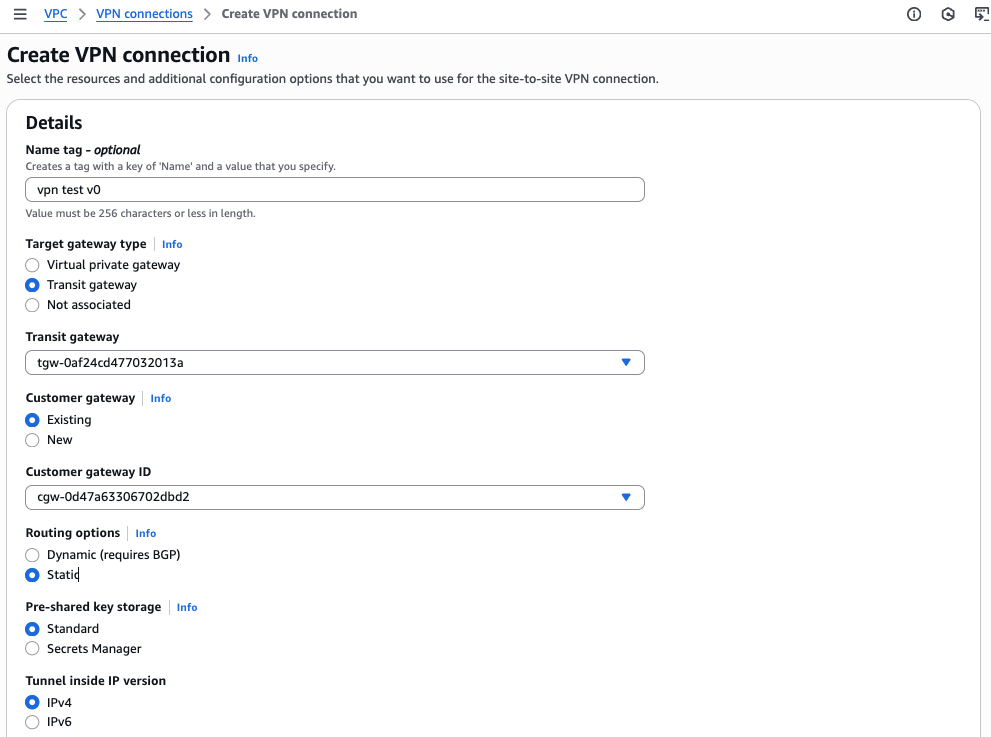 VPC > VPN connections > Create VPN connection
Create VPN connection Info
Select the resources and additional configuration options that you want to use for the site-to-site VPN connection.
Details
Name tag - optional
Creates a tag with a key of 'Name' and a value that you specify.
vpn test v0
Value must be 256 characters or less in length.
Target gateway type Info
Virtual private gateway
Transit gateway
Not associated
Transit gateway
tgw-0af24cd477032013a
Customer gateway Info
Existing
New
Customer gateway ID
cgw-0d47a63306702dbd2
Routing options Info
Dynamic (requires BGP)
Static
Pre-shared key storage Info
Standard
Secrets Manager
Tunnel inside IP version
IPv4
IPv6